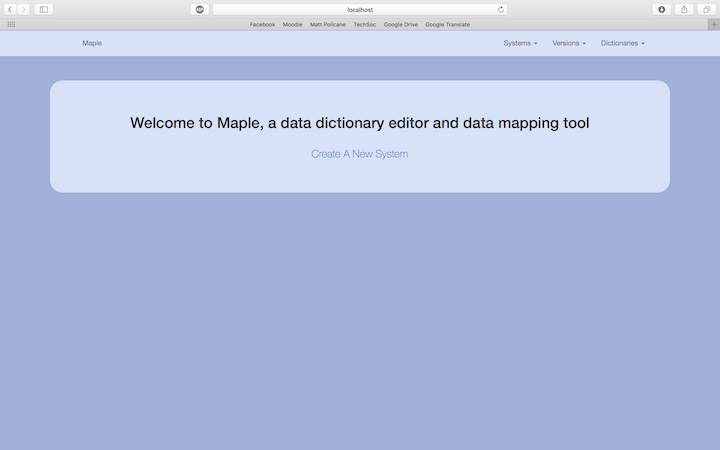 localhost
Facebook Moodle Matt Policane TechSoc Google Drive Google Translate
Maple Systems Versions Dictionaries
Welcome to Maple, a data dictionary editor and data mapping tool
Create A New System